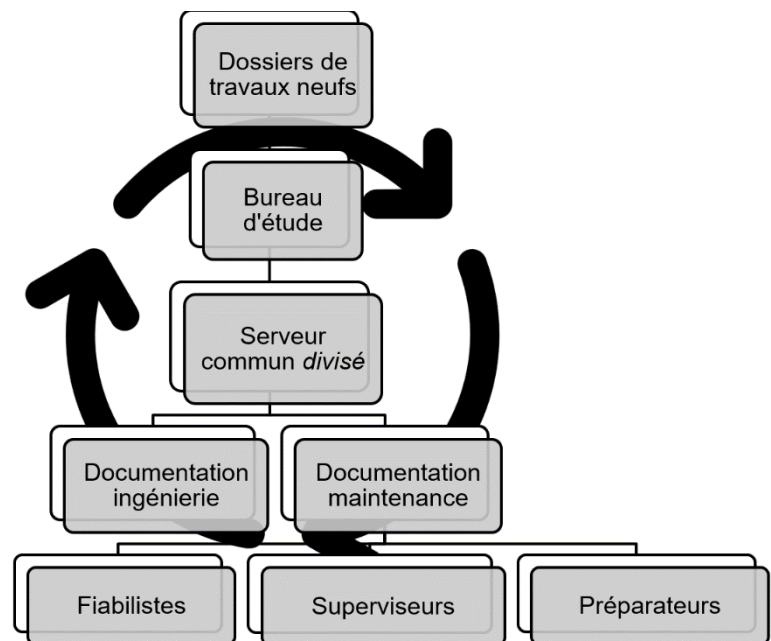 Dossiers de
travaux neufs
Bureau
d'étude
Serveur
commun divisé
Documentation
ingénierie
Documentation
maintenance
Fiabilistes
Superviseurs
Préparateurs